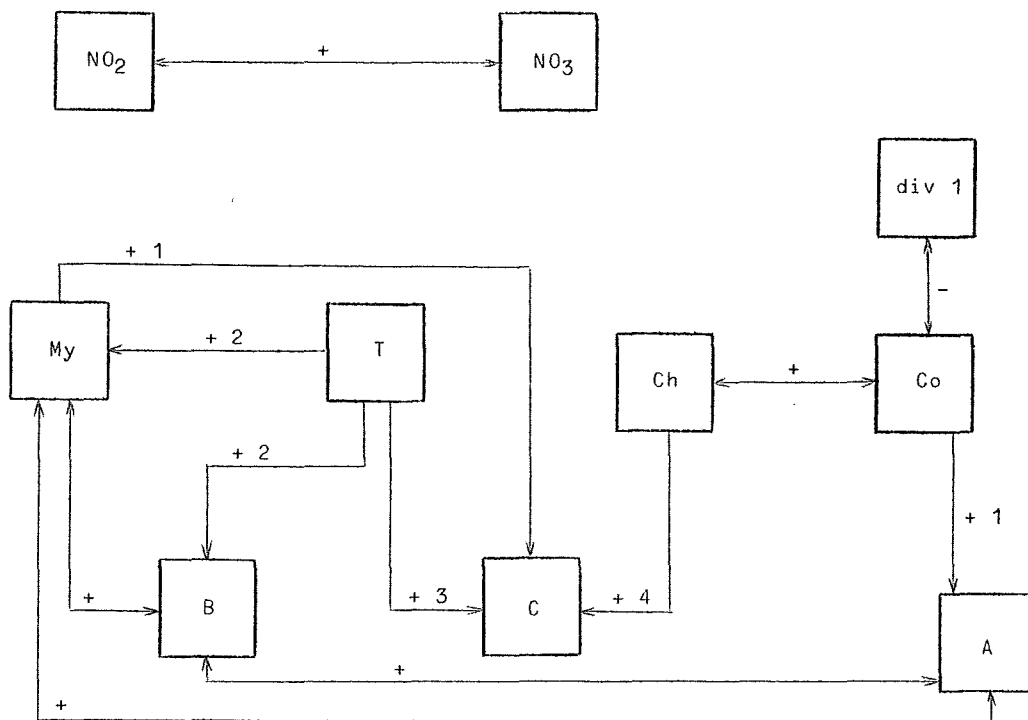 NO2
+
NO3
div 1
+ 1
-
My
+ 2
T
Ch
+
Co
+ 2
+ 1
+
B
+ 3
C
+ 4
A
+
+